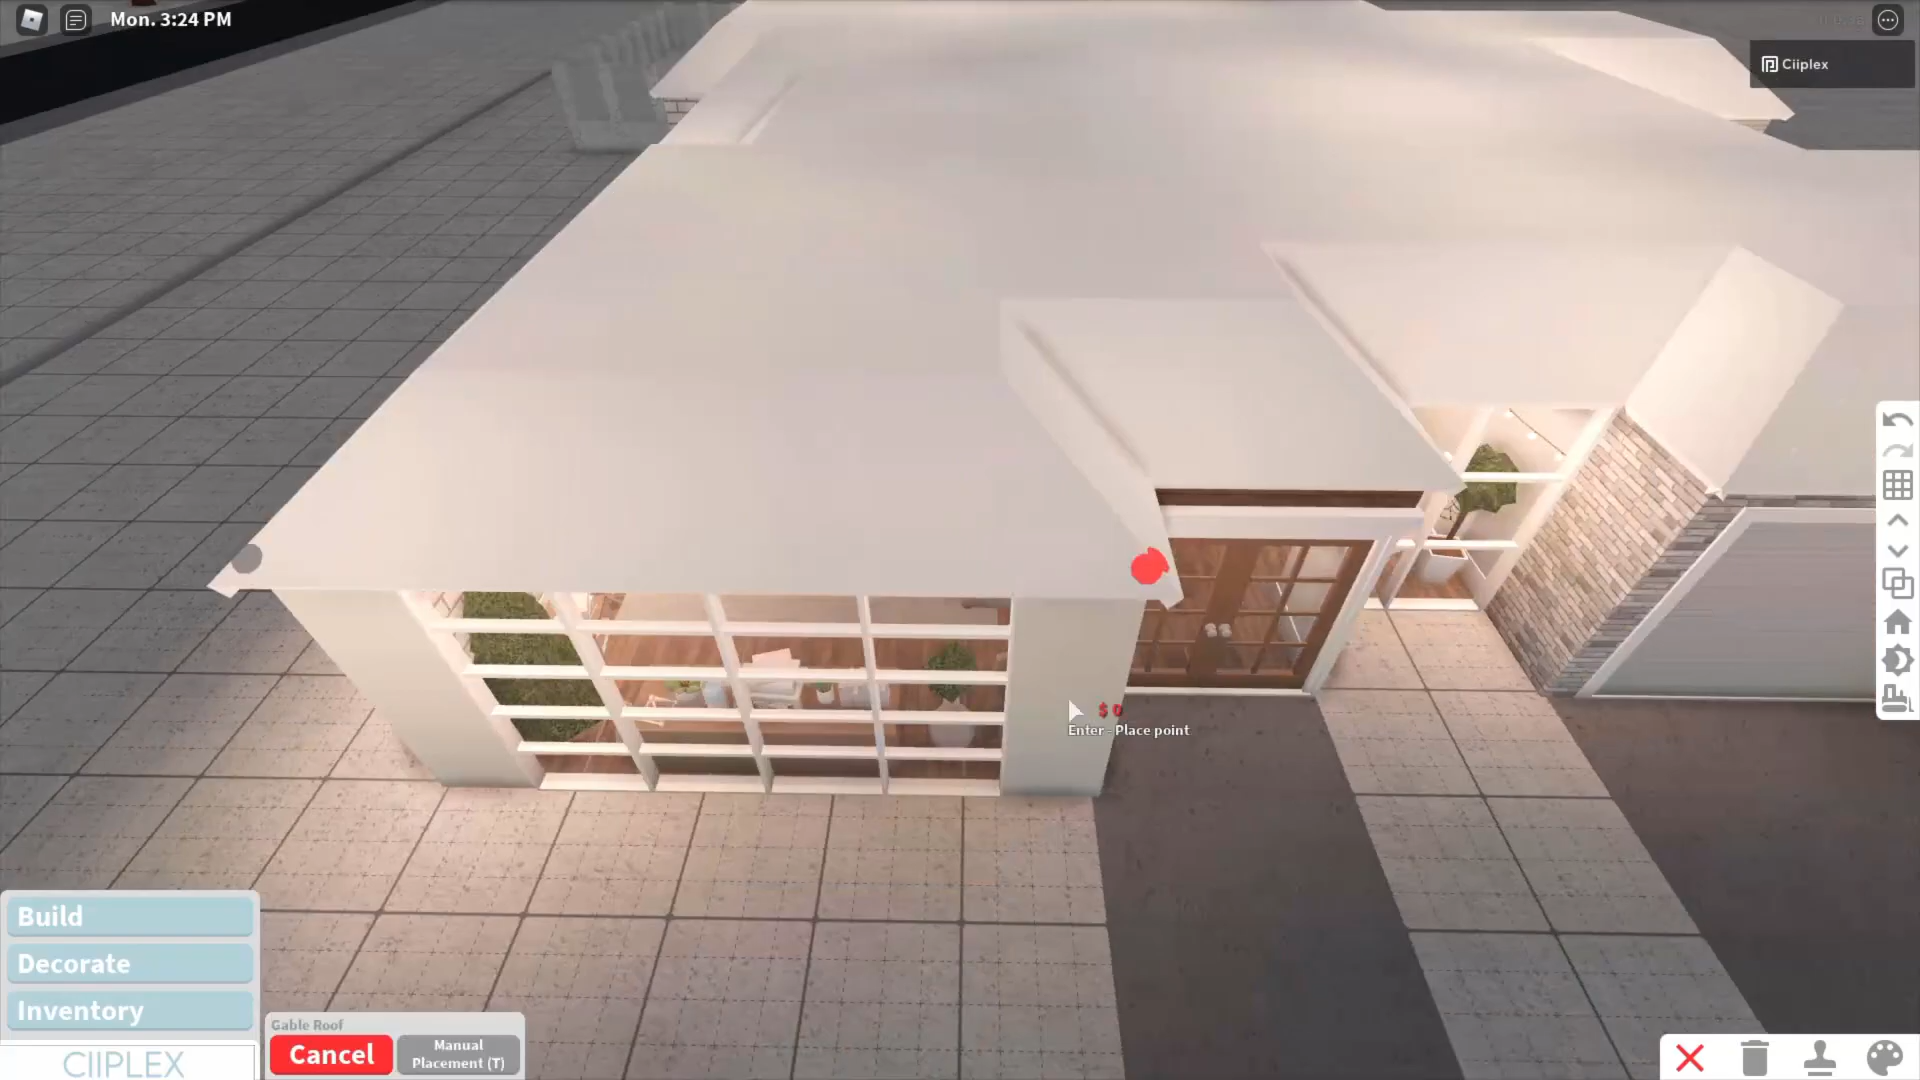 Mon. 3:24 PM
Ciiplex
$ 0
Enter - Place point
Build
Decorate
Inventory
CIIPLEX
Gable Roof
Cancel
Manual
Placement (T)